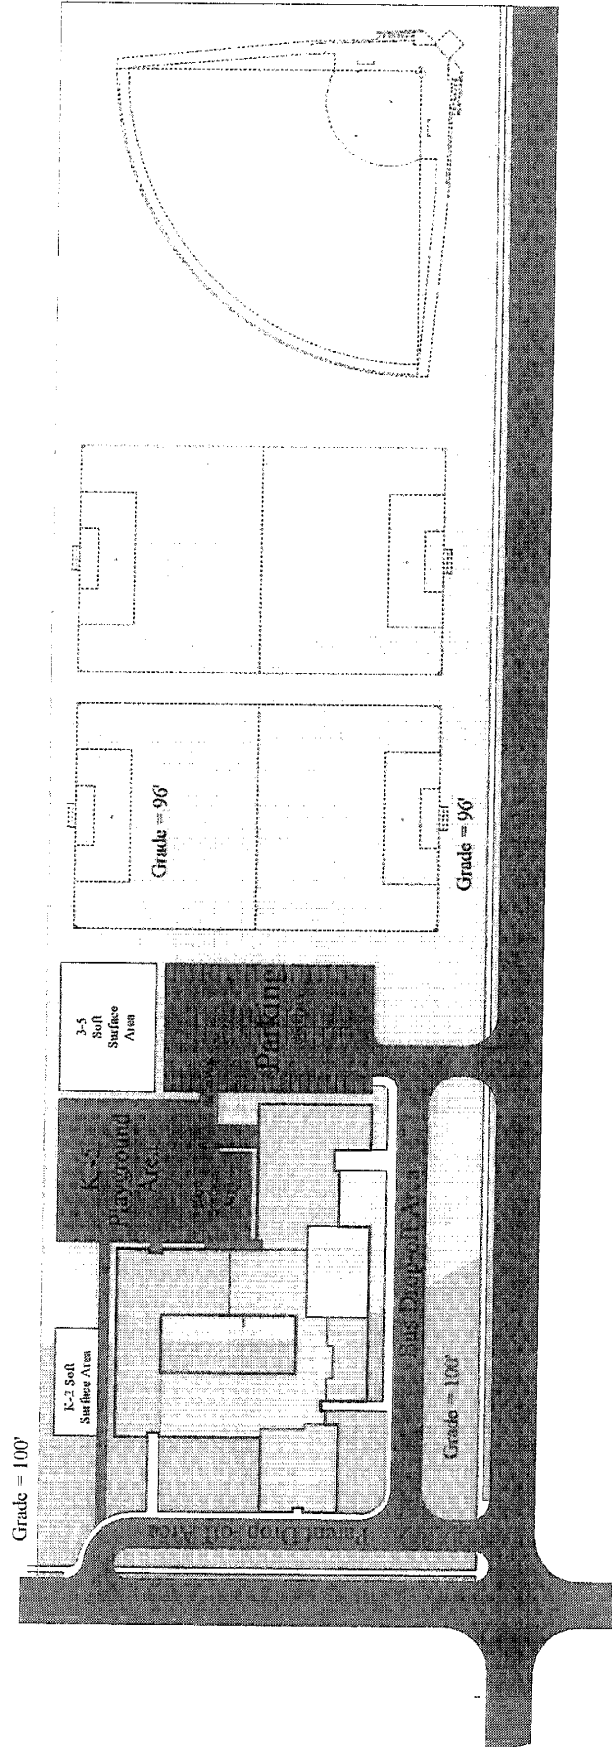 Grade = 96'
Grade = 96'
3-5
Soft
Surface
Area
Parking
K-5
Playground
Area
K-2 Soft
Surface Area
Bus Drop-off Area
Grade = 100'
Grade = 100'
Parent Drop-off Area